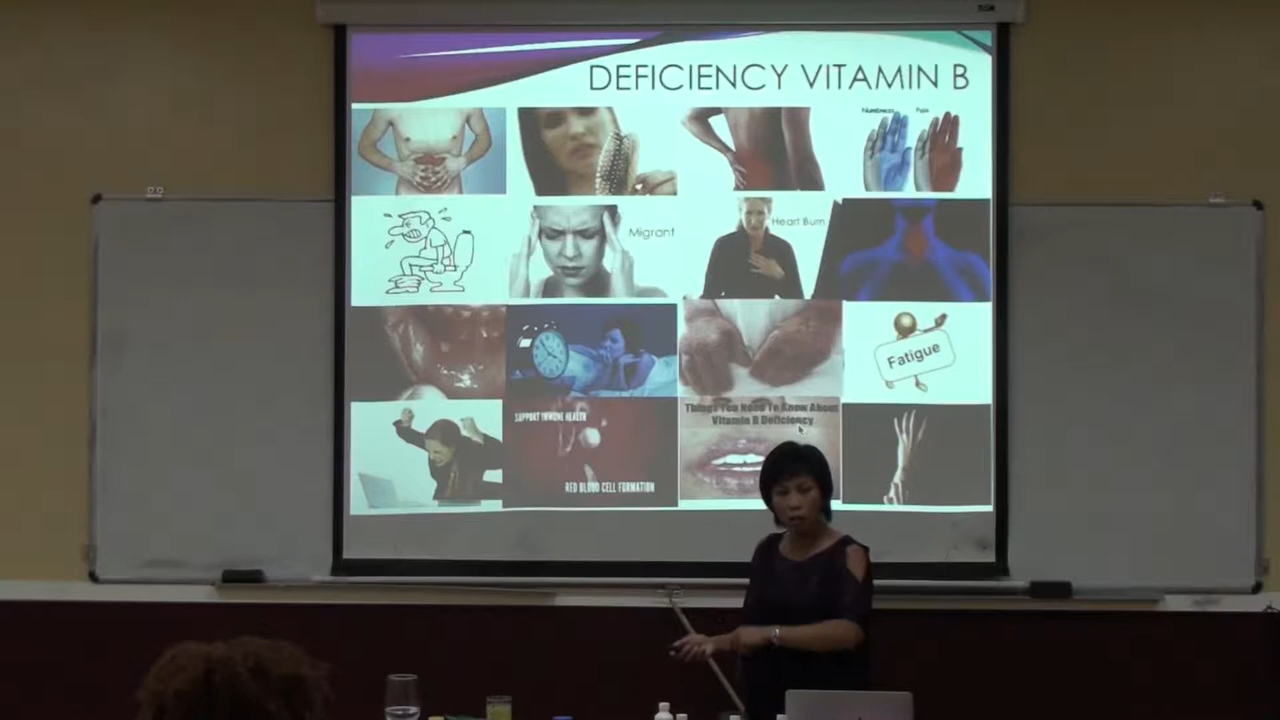 DEFICIENCY VITAMIN B
Numbness
Pain
Migrant
Heart Burn
Fatigue
SUPPORT IMMUNE HEALTH
RED BLOOD CELL FORMATION
Things You Need To Know About
Vitamin B Deficiency